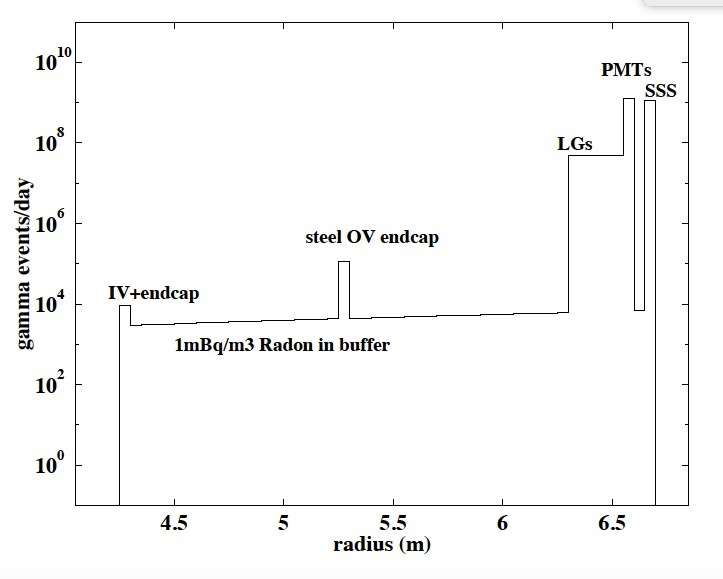 10^10
PMTs
SSS
10^8
LGs
gamma events/day
10^6
steel OV endcap
IV+endcap
10^4
1mBq/m3 Radon in buffer
10^2
10^0
4.5 5 5.5 6 6.5
radius (m)